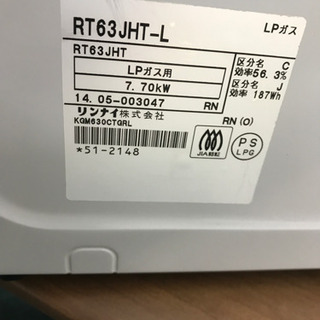 RT63JHT-L
LPガス
RT63JHT
LPガス用
7.70kW
14.05-003047 RN
リンナイ株式会社
KGM630CTQRL
*51-2148
区分名 C
効率56.3%
区分名 J
効率 187Wh
RN(O)
JIA認証
PS
LPG